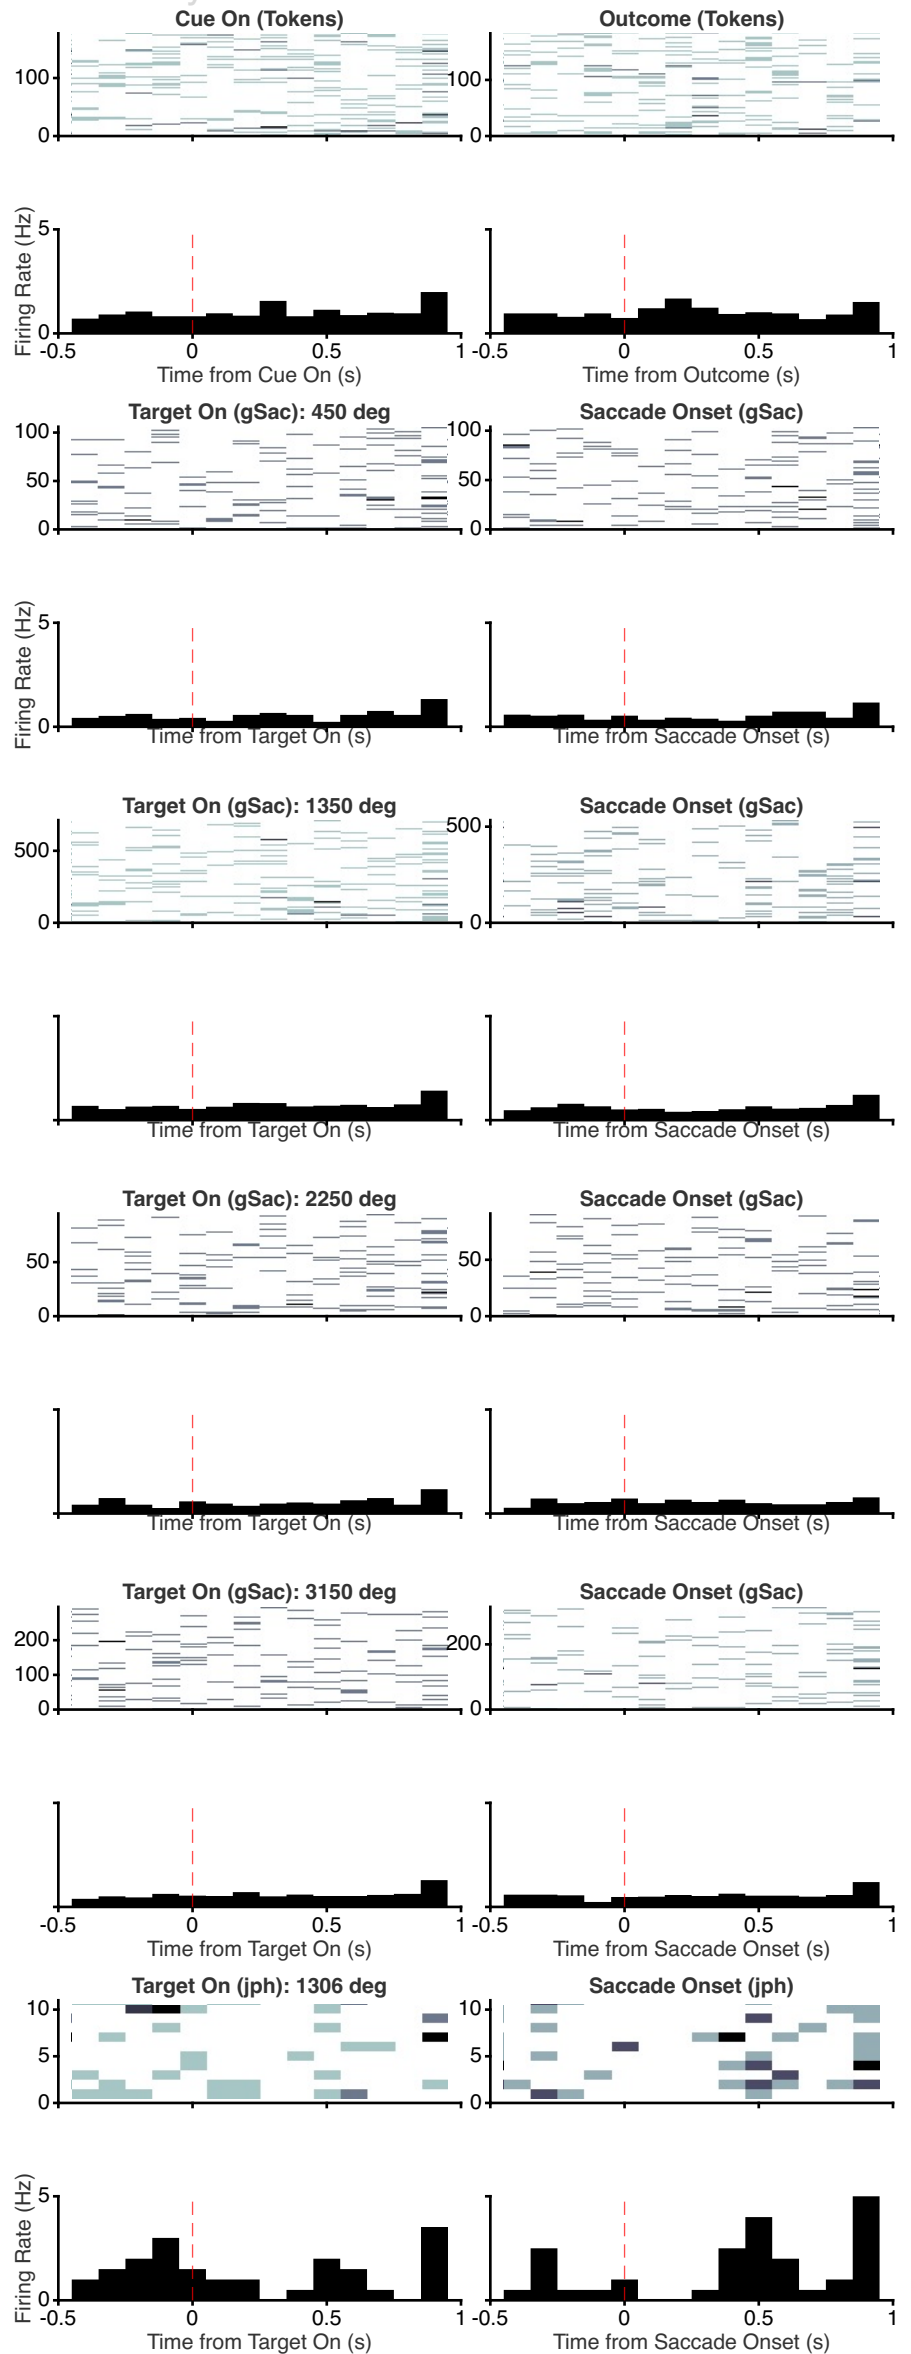 Cue On (Tokens) Outcome (Tokens)
100 100
0 0
Firing Rate (Hz)
5
0
-0.5 0 0.5 1 -0.5 0 0.5 1
Time from Cue On (s) Time from Outcome (s)
Target On (gSac): 450 deg Saccade Onset (gSac)
100 100
50 50
0 0
Firing Rate (Hz)
5
0
Time from Target On (s) Time from Saccade Onset (s)
Target On (gSac): 1350 deg Saccade Onset (gSac)
500 500
0 0
Time from Target On (s) Time from Saccade Onset (s)
Target On (gSac): 2250 deg Saccade Onset (gSac)
50 50
0 0
Time from Target On (s) Time from Saccade Onset (s)
Target On (gSac): 3150 deg Saccade Onset (gSac)
200 200
100
0 0
-0.5 0 0.5 1 -0.5 0 0.5 1
Time from Target On (s) Time from Saccade Onset (s)
Target On (jph): 1306 deg Saccade Onset (jph)
10 10
5 5
0 0
Firing Rate (Hz)
5 5
0 0
-0.5 0 0.5 1 -0.5 0 0.5 1
Time from Target On (s) Time from Saccade Onset (s)